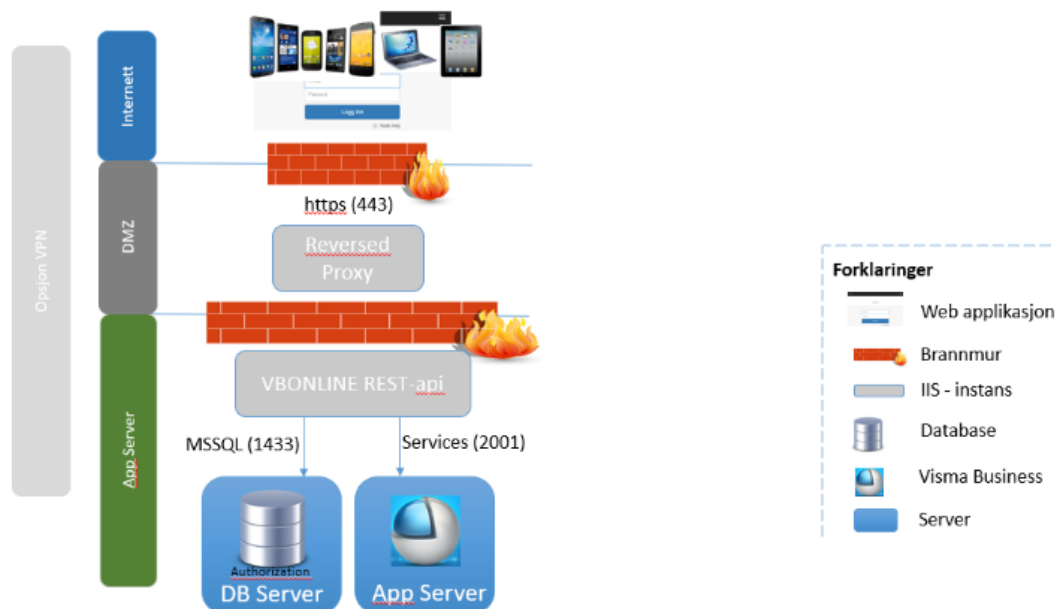 Opsjon VPN
Internett
DMZ
App Server
Passord
Logg inn
https (443)
Reversed
Proxy
VBONLINE REST-api
MSSQL (1433)
Services (2001)
Authorization
DB Server
App Server
Forklaringer
Web applikasjon
Brannmur
IIS - instans
Database
Visma Business
Server